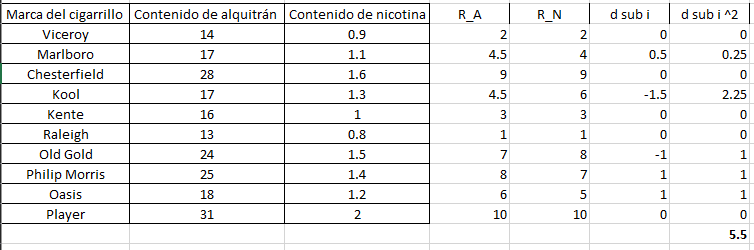 Marca del cigarrillo Contenido de alquitrán Contenido de nicotina R_A R_N d sub i d sub i ^2
Viceroy 14 0.9 2 2 0 0
Marlboro 17 1.1 4.5 4 0.5 0.25
Chesterfield 28 1.6 9 9 0 0
Kool 17 1.3 4.5 6 -1.5 2.25
Kente 16 1 3 3 0 0
Raleigh 13 0.8 1 1 0 0
Old Gold 24 1.5 7 8 -1 1
Philip Morris 25 1.4 8 7 1 1
Oasis 18 1.2 6 5 1 1
Player 31 2 10 10 0 0
5.5